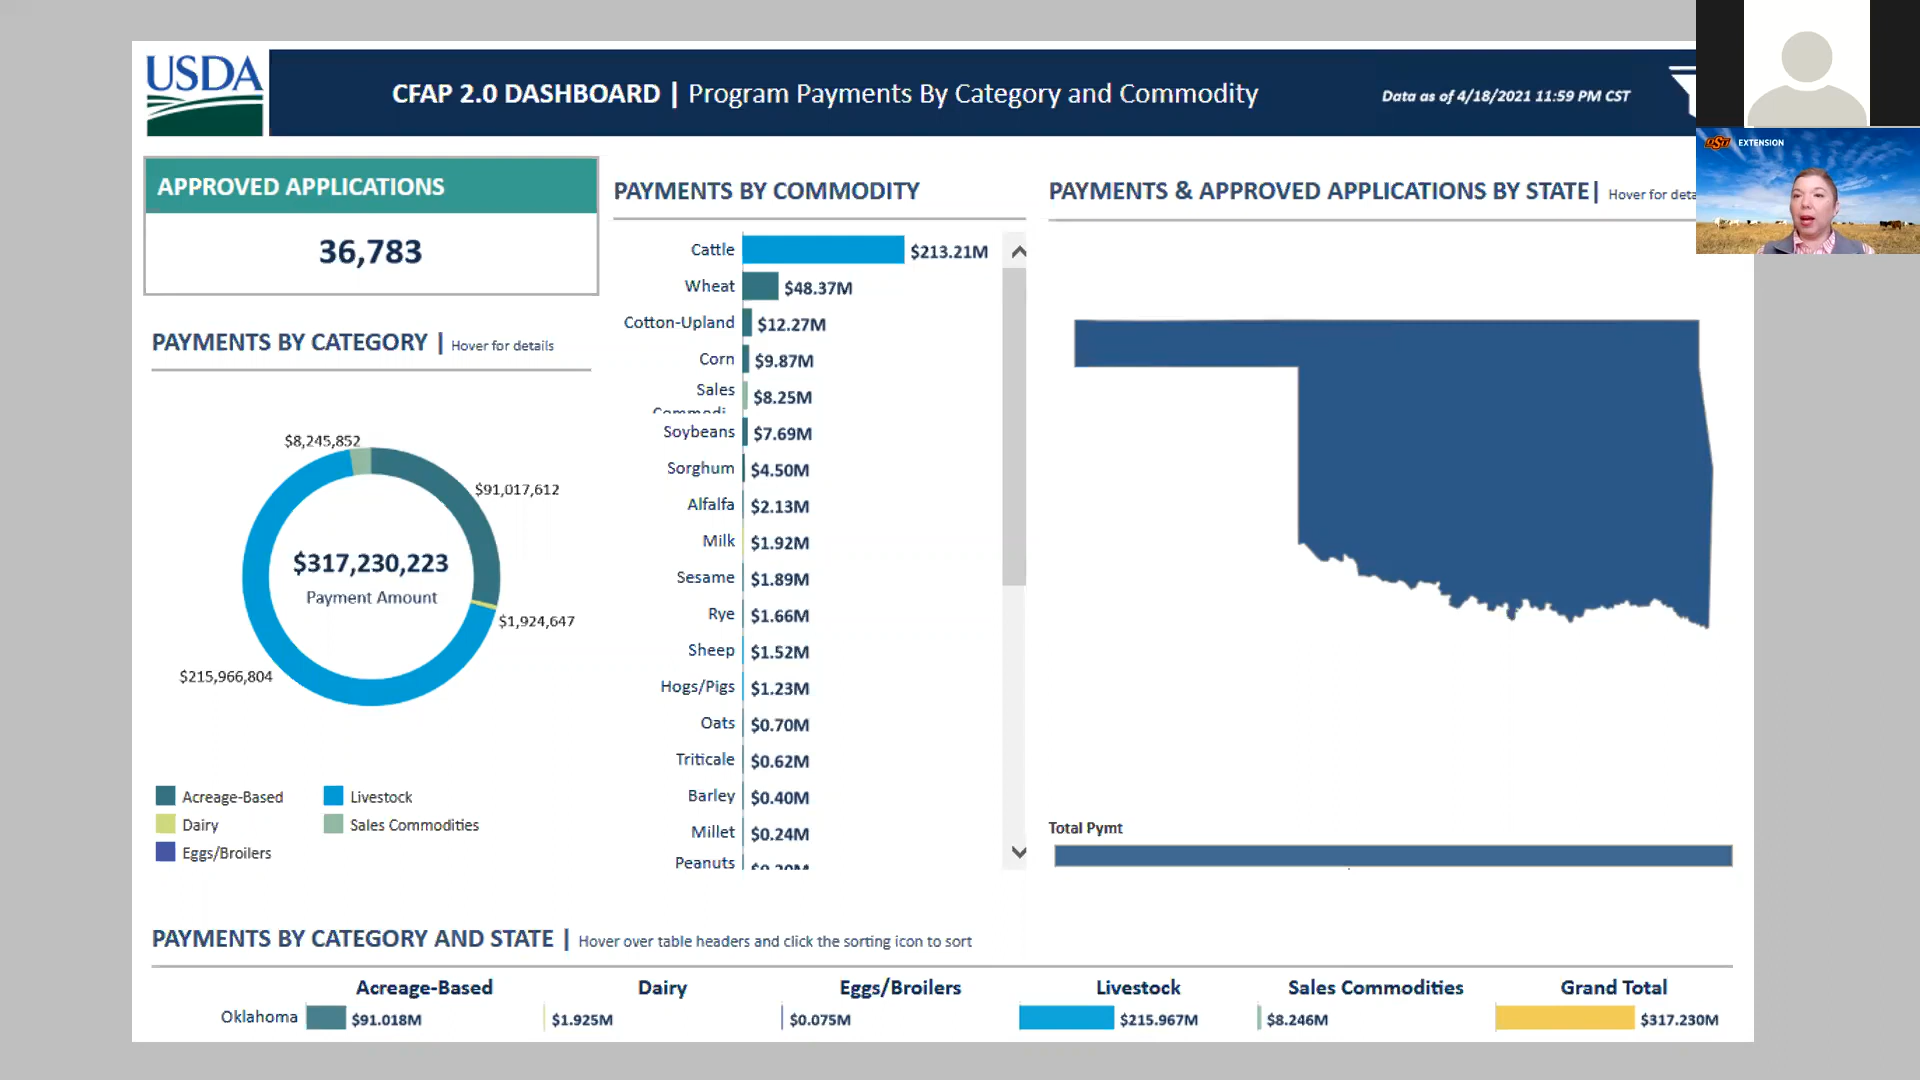 USDA
CFAP 2.0 DASHBOARD | Program Payments By Category and Commodity
Data as of 4/18/2021 11:59 PM CST
OSU EXTENSION
APPROVED APPLICATIONS
36,783
PAYMENTS BY CATEGORY | Hover for details
$8,245,852
$91,017,612
$317,230,223
Payment Amount
$1,924,647
$215,966,804
Acreage-Based
Livestock
Dairy
Sales Commodities
Eggs/Broilers
PAYMENTS BY COMMODITY
Cattle $213.21M
Wheat $48.37M
Cotton-Upland $12.27M
Corn $9.87M
Sales $8.25M
Soybeans $7.69M
Sorghum $4.50M
Alfalfa $2.13M
Milk $1.92M
Sesame $1.89M
Rye $1.66M
Sheep $1.52M
Hogs/Pigs $1.23M
Oats $0.70M
Triticale $0.62M
Barley $0.40M
Millet $0.24M
Peanuts
PAYMENTS & APPROVED APPLICATIONS BY STATE | Hover for deta
Total Pymt
PAYMENTS BY CATEGORY AND STATE | Hover over table headers and click the sorting icon to sort
Acreage-Based Dairy Eggs/Broilers Livestock Sales Commodities Grand Total
Oklahoma $91.018M $1.925M $0.075M $215.967M $8.246M $317.230M